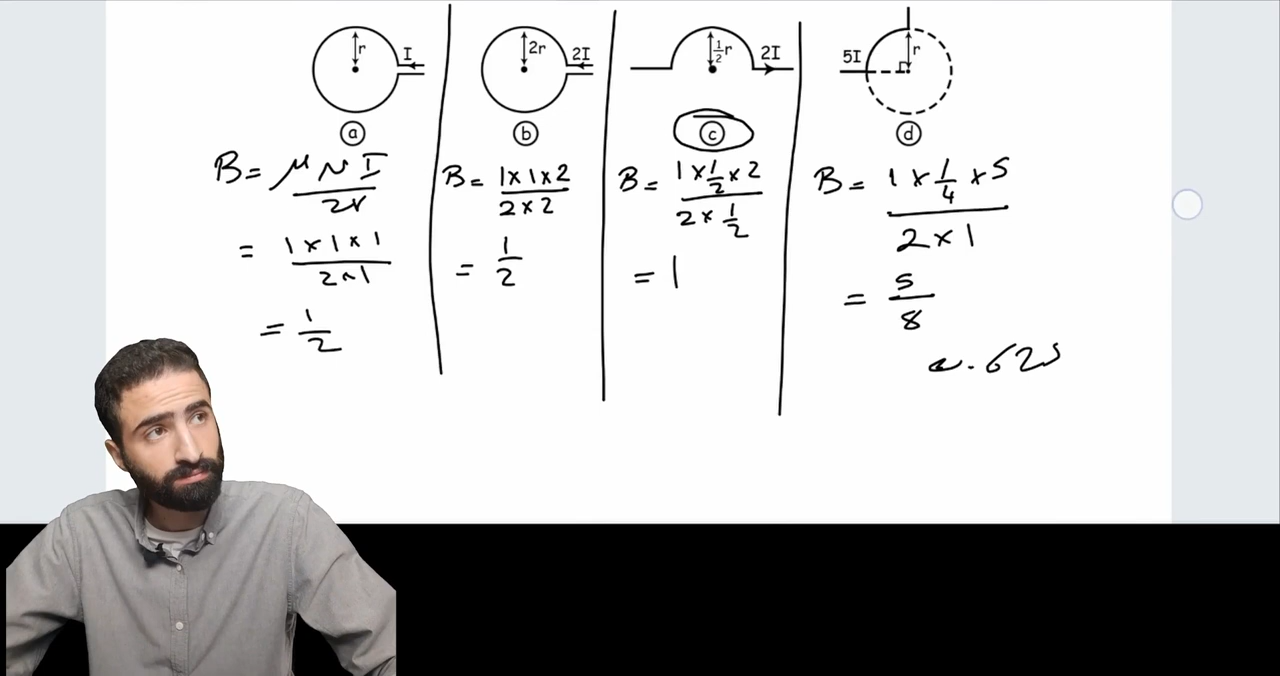 r I
2r 2I
½r 2I
5I r
a b c d
B = μ N I / 2r
= 1 × 1 × 1 / 2 × 1
= 1/2
B = 1 × 1 × 2 / 2 × 2
= 1/2
B = 1 × 1/2 × 2 / 2 × 1/2
= 1
B = 1 × 1/4 × 5 / 2 × 1
= 5/8
0.625